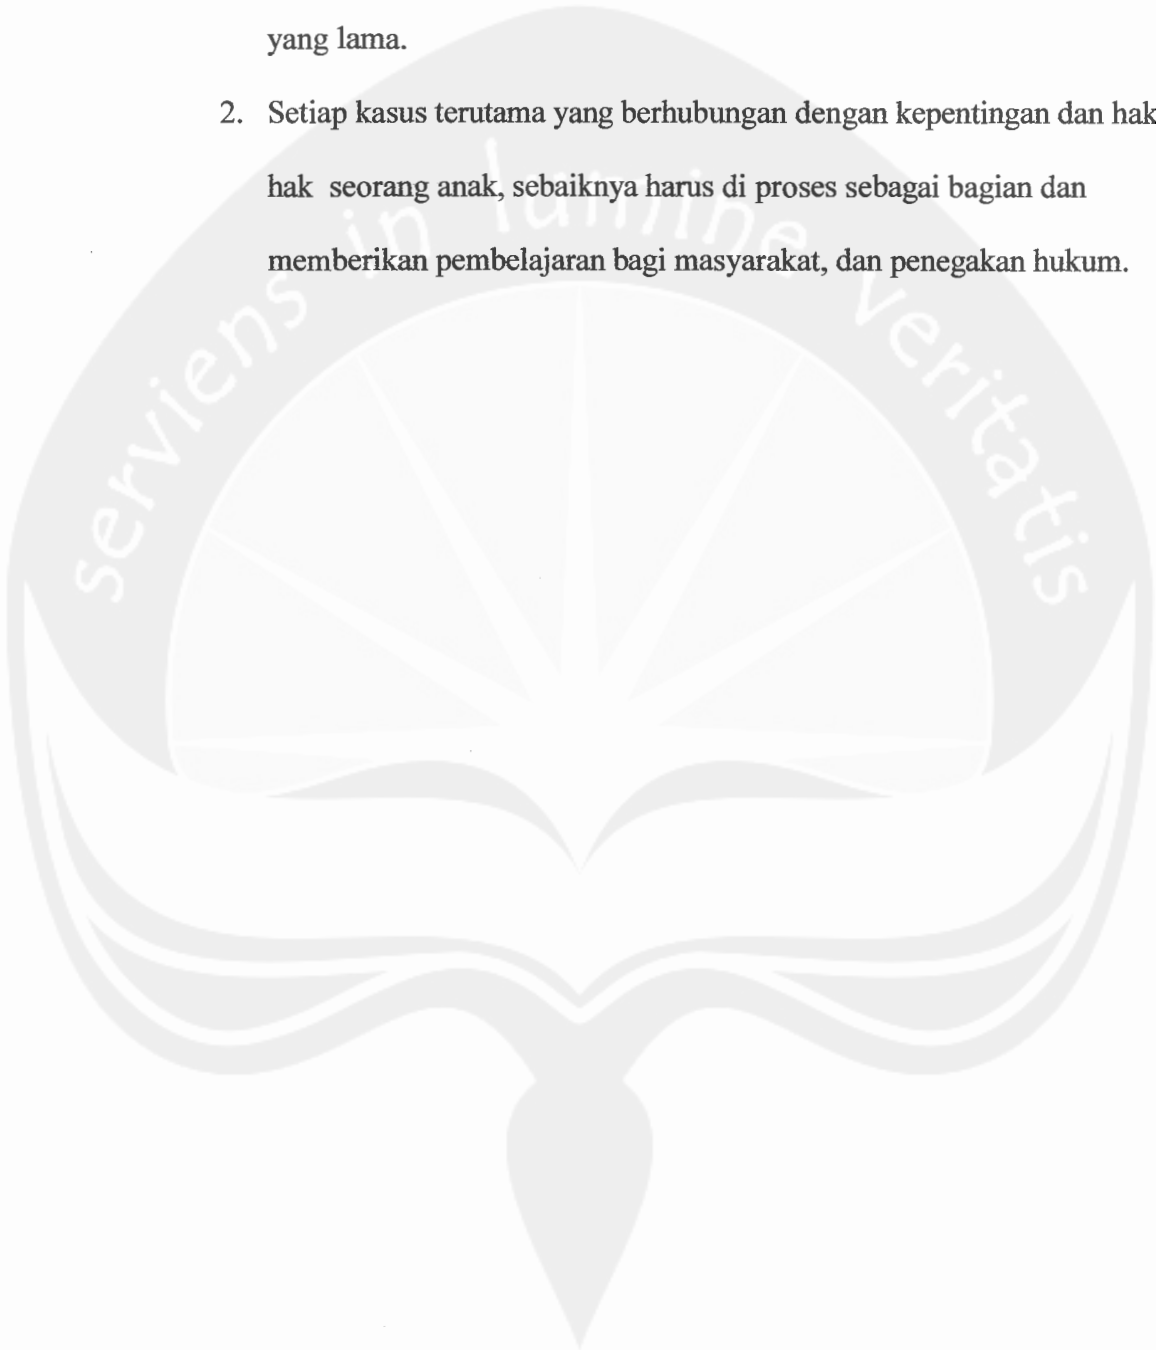 yang lama.
2. Setiap kasus terutama yang berhubungan dengan kepentingan dan hak
hak seorang anak, sebaiknya harus di proses sebagai bagian dan
memberikan pembelajaran bagi masyarakat, dan penegakan hukum.
serviens in lumine veritatis